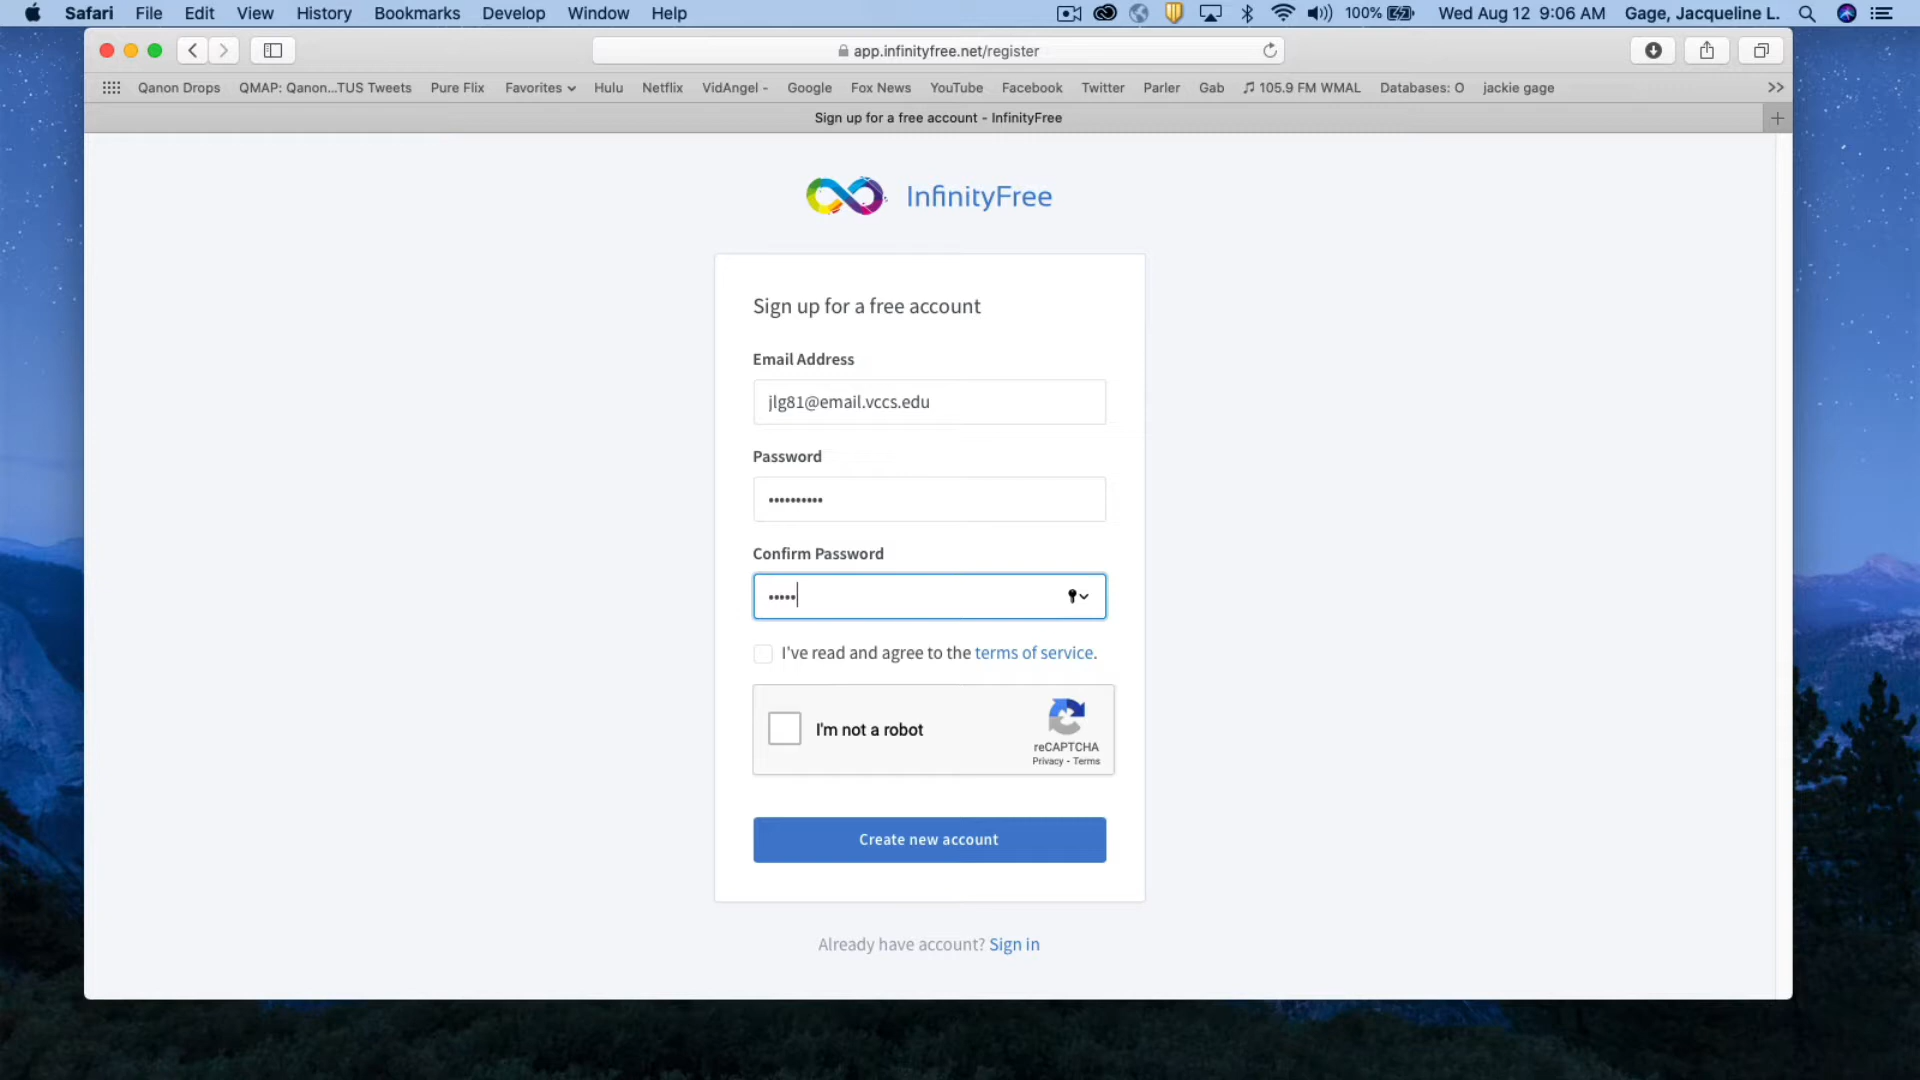 Safari File Edit View History Bookmarks Develop Window Help 100% Wed Aug 12 9:06 AM Gage, Jacqueline L.
app.infinityfree.net/register
Qanon Drops QMAP: Qanon...TUS Tweets Pure Flix Favorites Hulu Netflix VidAngel - Google Fox News YouTube Facebook Twitter Parler Gab 105.9 FM WMAL Databases: O jackie gage
Sign up for a free account - InfinityFree
InfinityFree
Sign up for a free account
Email Address
jlg81@email.vccs.edu
Password
••••••••••
Confirm Password
•••••
I've read and agree to the terms of service.
I'm not a robot
reCAPTCHA
Privacy - Terms
Create new account
Already have account? Sign in